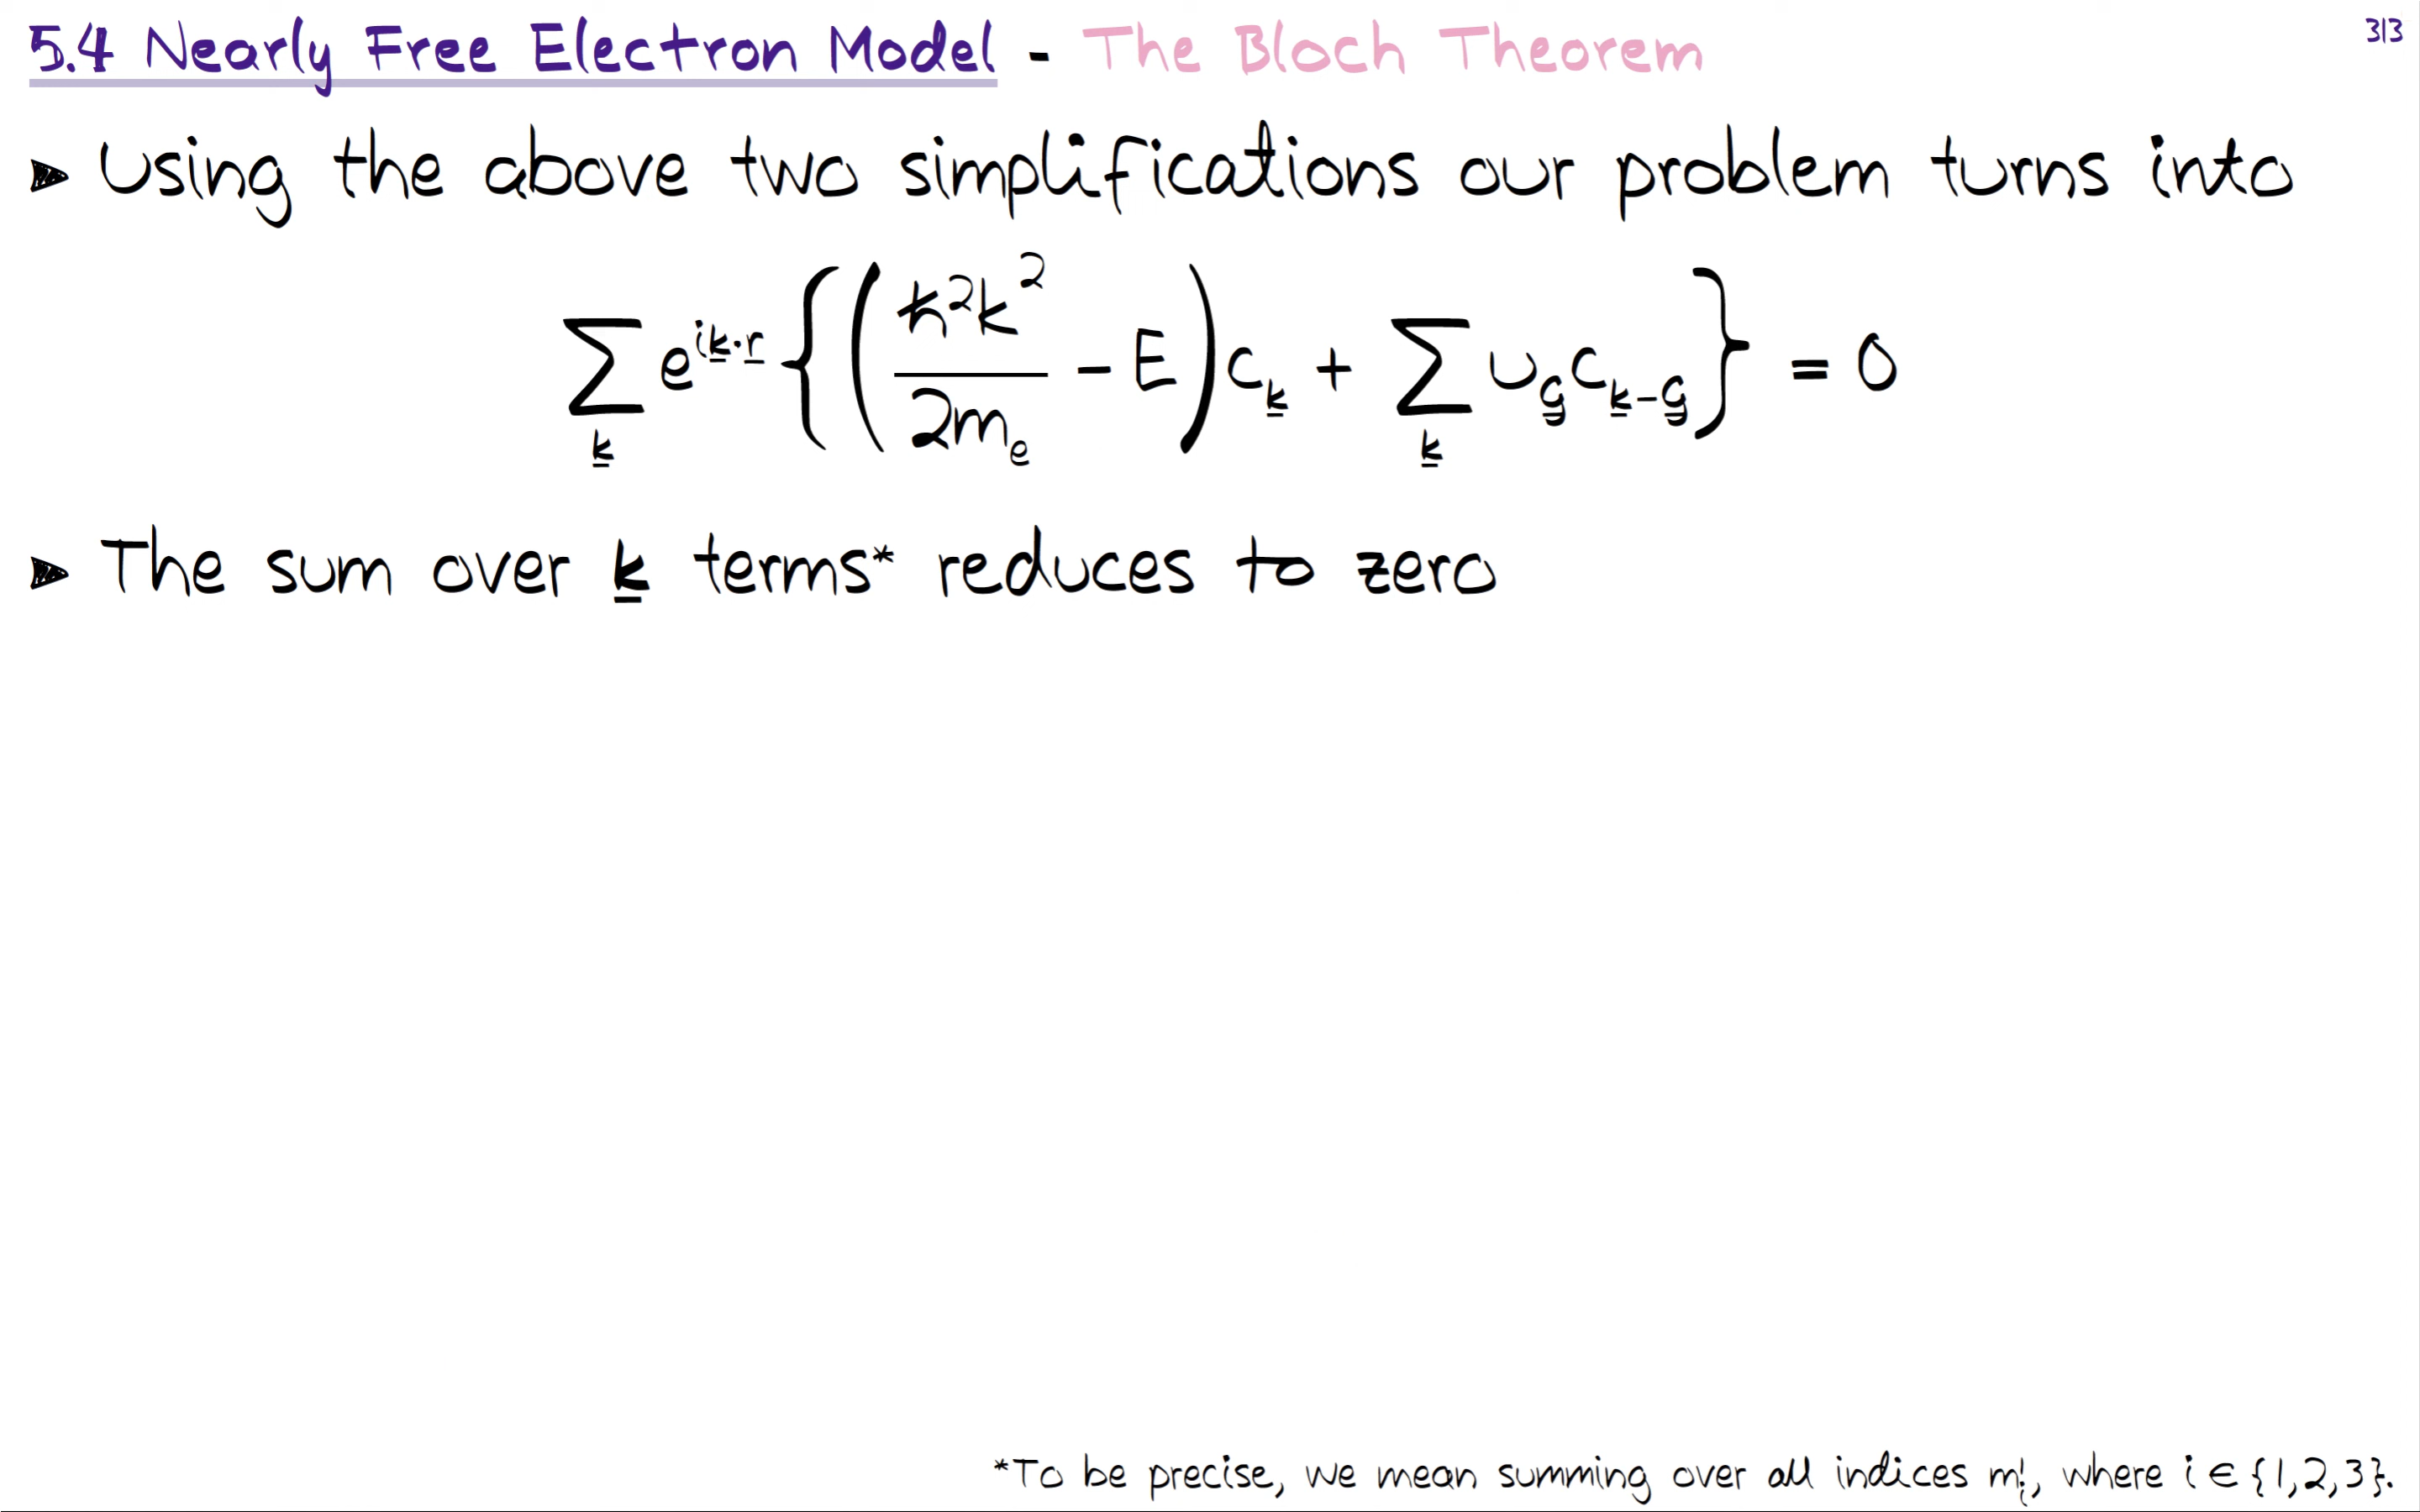 5.4 Nearly Free Electron Model - The Bloch Theorem 313
▶ Using the above two simplifications our problem turns into
∑_k e^{ik·r} { ( ħ²k² / 2m_e − E ) c_k + ∑_k U_G c_{k−G} } = 0
▶ The sum over k terms* reduces to zero
*To be precise, we mean summing over all indices m'_i, where i ∈ {1,2,3}.